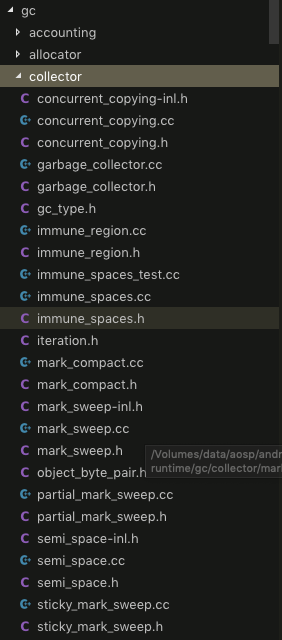 gc
accounting
allocator
collector
concurrent_copying-inl.h
concurrent_copying.cc
concurrent_copying.h
garbage_collector.cc
garbage_collector.h
gc_type.h
immune_region.cc
immune_region.h
immune_spaces_test.cc
immune_spaces.cc
immune_spaces.h
iteration.h
mark_compact.cc
mark_compact.h
mark_sweep-inl.h
mark_sweep.cc
mark_sweep.h
/Volumes/data/aosp/andr
object_byte_pair.h
runtime/gc/collector/mar
partial_mark_sweep.cc
partial_mark_sweep.h
semi_space-inl.h
semi_space.cc
semi_space.h
sticky_mark_sweep.cc
sticky_mark_sweep.h